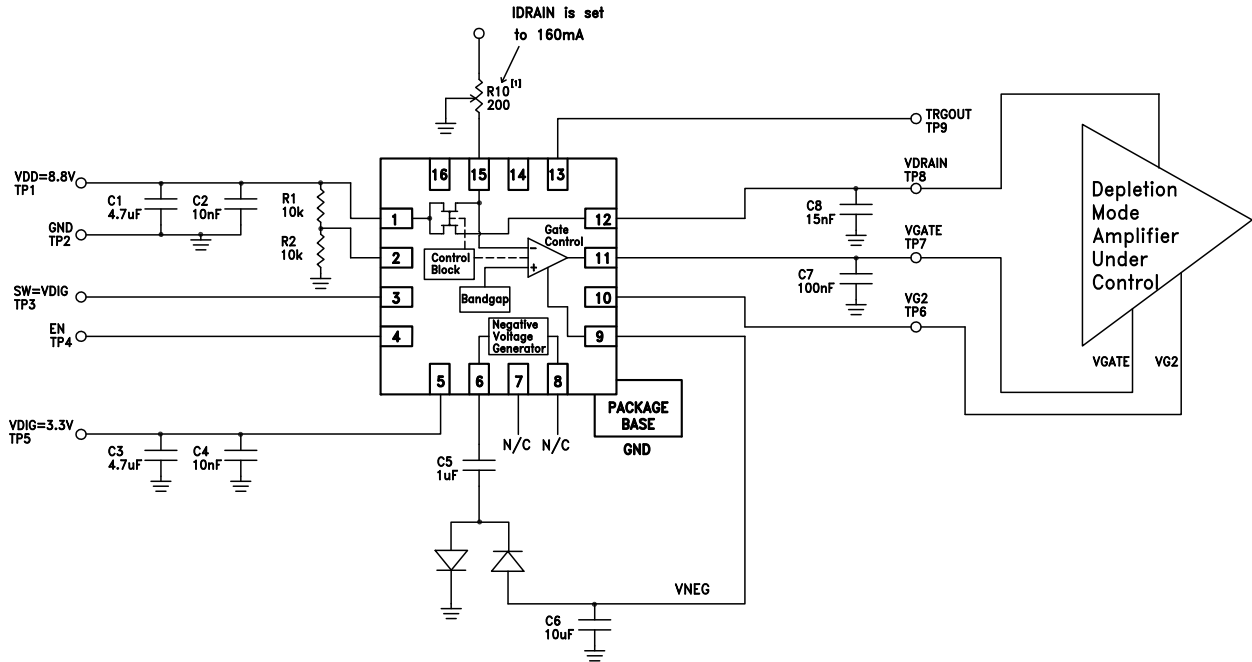 IDRAIN is set
to 160mA
R10[1]
200
TRGOUT
TP9
16
15
14
13
VDD=8.8V
TP1
C1
4.7uF
C2
10nF
R1
10k
GND
TP2
R2
10k
1
2
3
4
Control
Block
Bandgap
Gate
Control
-
+
Negative
Voltage
Generator
12
11
10
9
VDRAIN
TP8
C8
15nF
VGATE
TP7
C7
100nF
VG2
TP6
Depletion
Mode
Amplifier
Under
Control
VGATE
VG2
SW=VDIG
TP3
EN
TP4
5
6
7
8
PACKAGE
BASE
GND
N/C
N/C
VDIG=3.3V
TP5
C3
4.7uF
C4
10nF
C5
1uF
VNEG
C6
10uF